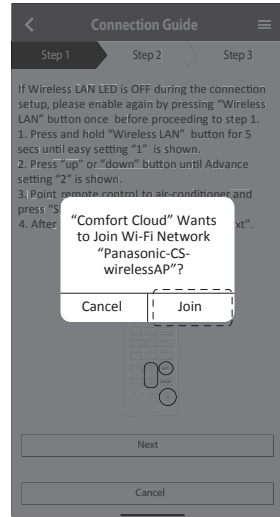 Connection Guide
Step 1 Step 2 Step 3
If Wireless LAN LED is OFF during the connection
setup, please enable again by pressing "Wireless
LAN" button once before proceeding to step 1.
1. Press and hold "Wireless LAN" button for 5
secs until easy setting "1" is shown.
2. Press "up" or "down" button until Advance
setting "2" is shown.
3. Point remote control to air-conditioner and
press
4. After
"Comfort Cloud" Wants
to Join Wi-Fi Network
"Panasonic-CS-
wirelessAP"?
Cancel Join
Next
Cancel